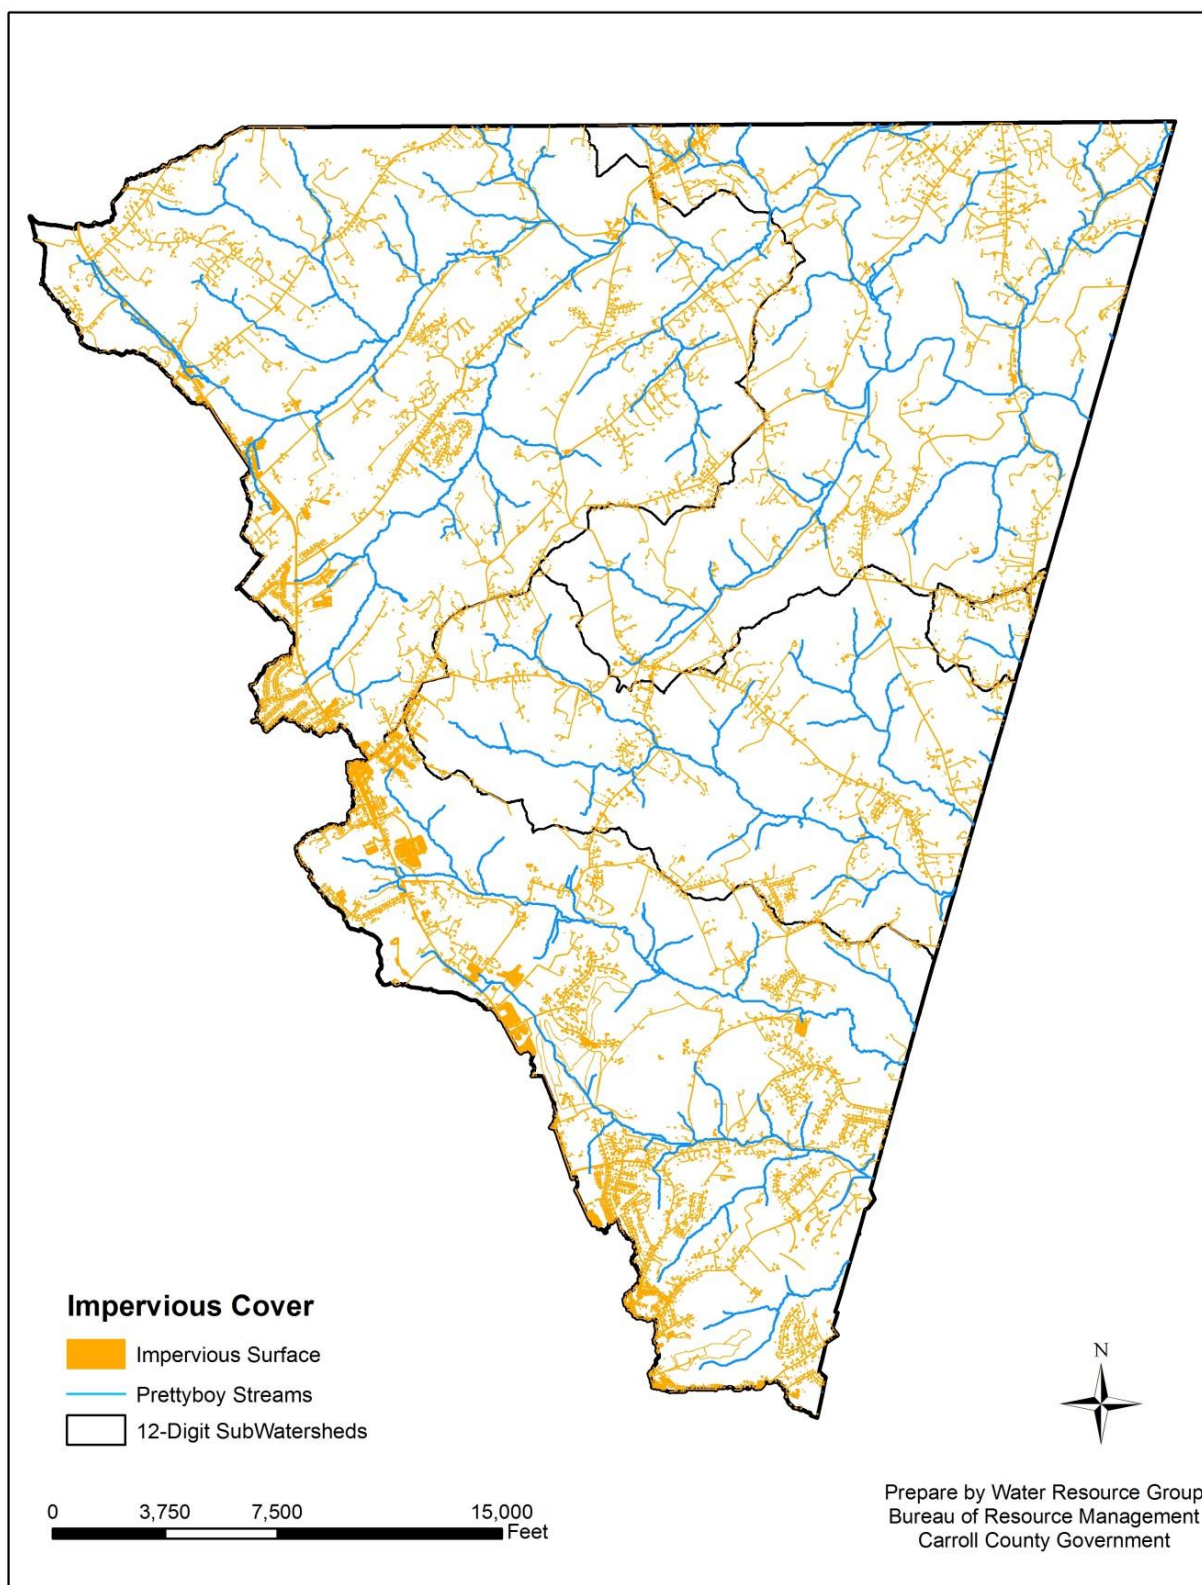 Impervious Cover
Impervious Surface
Prettyboy Streams
12-Digit SubWatersheds
N
0 3,750 7,500 15,000
Feet
Prepare by Water Resource Group
Bureau of Resource Management
Carroll County Government